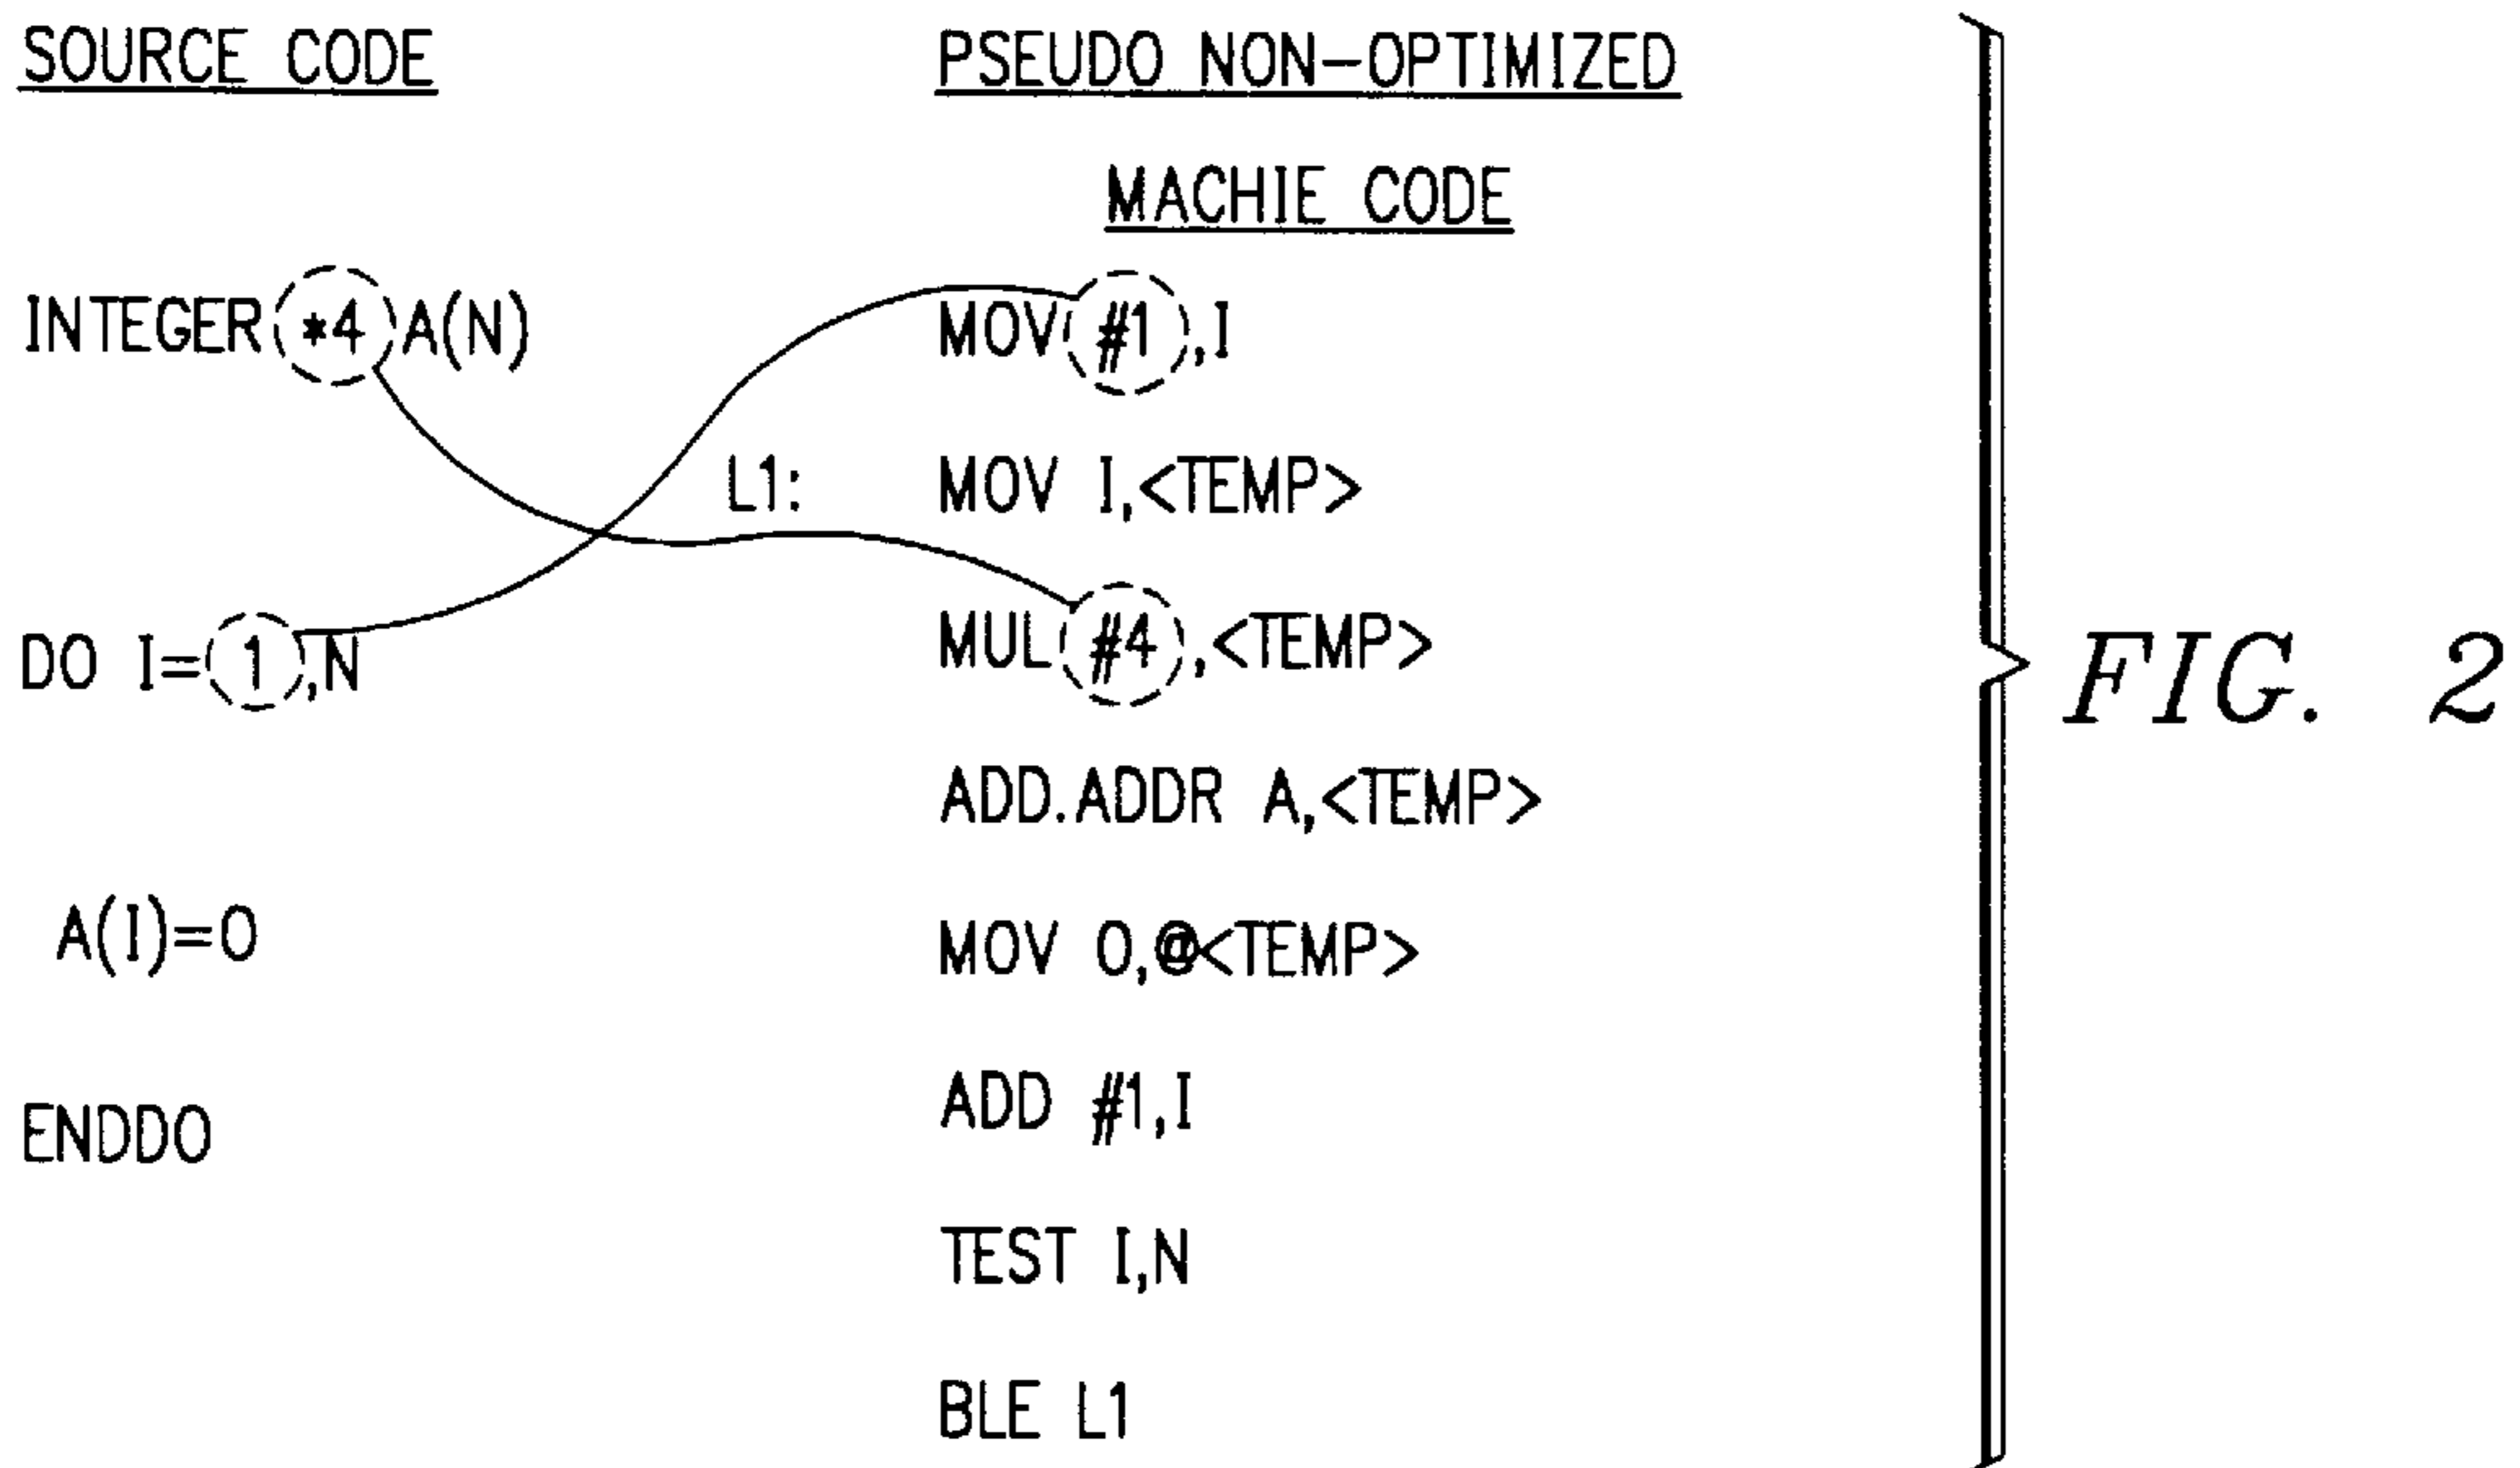 SOURCE CODE
PSEUDO NON-OPTIMIZED
MACHIE CODE
INTEGER *4 A(N)
DO I=1,N
A(I)=0
ENDDO
MOV #1,I
L1: MOV I,<TEMP>
MUL #4,<TEMP>
ADD.ADDR A,<TEMP>
MOV 0,@<TEMP>
ADD #1,I
TEST I,N
BLE L1
FIG. 2